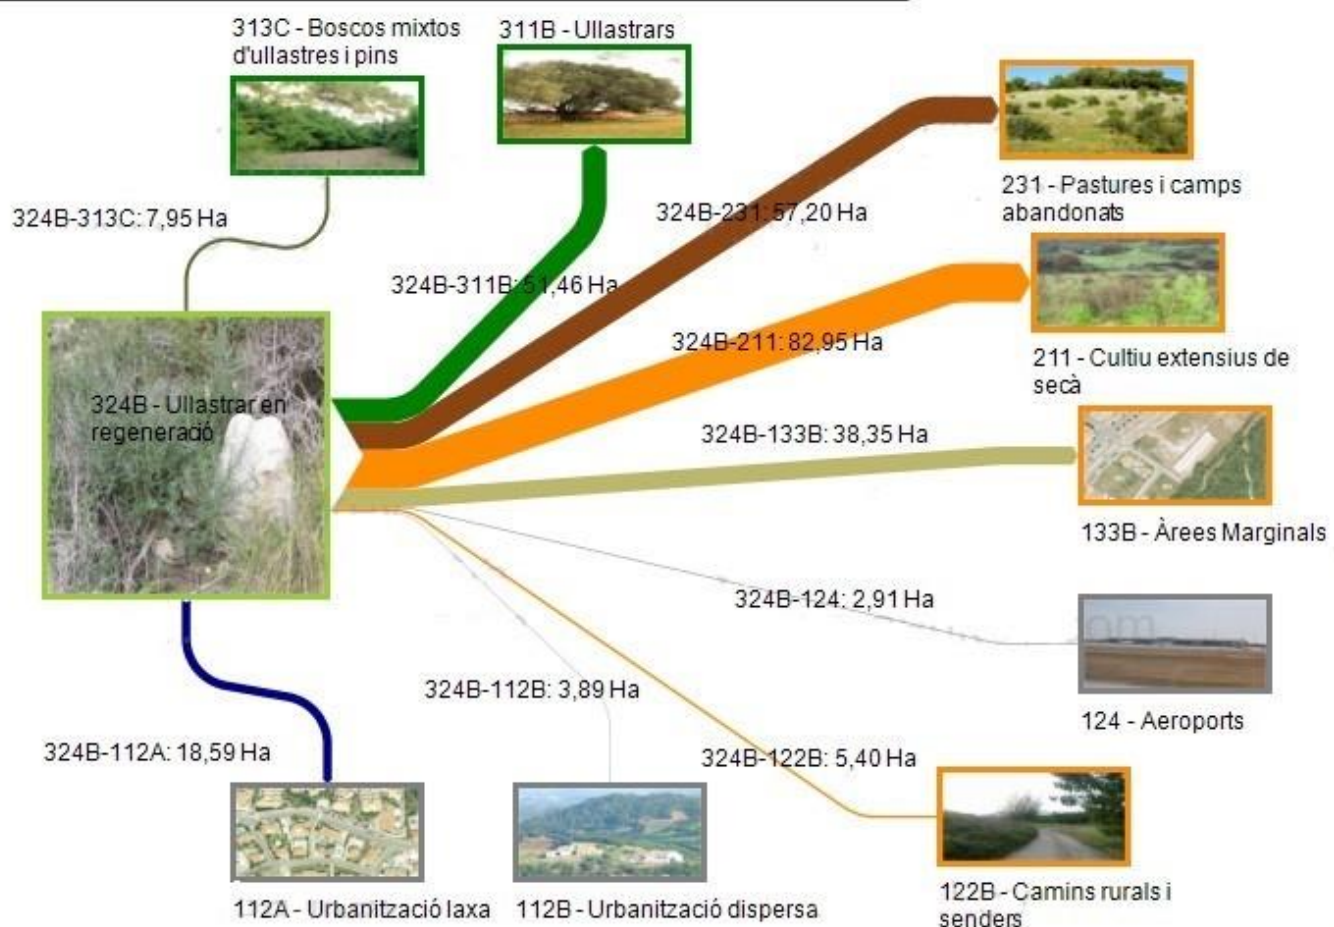 313C - Boscos mixtos
d'ullastres i pins
311B - Ullastrars
231 - Pastures i camps
abandonats
324B-313C: 7,95 Ha
324B-231: 57,20 Ha
324B-311B: 51,46 Ha
324B-211: 82,95 Ha
211 - Cultiu extensius de
secà
324B - Ullastrar en
regeneració
324B-133B: 38,35 Ha
133B - Àrees Marginals
324B-124: 2,91 Ha
124 - Aeroports
324B-112B: 3,89 Ha
324B-112A: 18,59 Ha
324B-122B: 5,40 Ha
112A - Urbanització laxa
112B - Urbanització dispersa
122B - Camins rurals i
senders